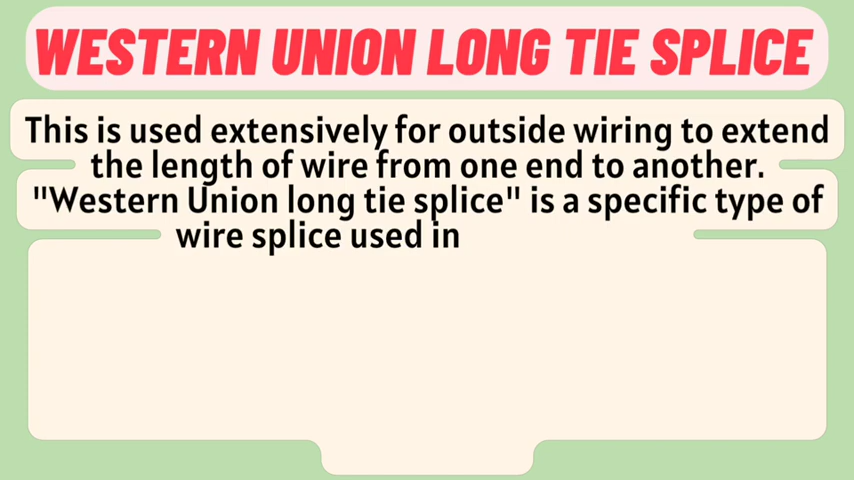 WESTERN UNION LONG TIE SPLICE
This is used extensively for outside wiring to extend
the length of wire from one end to another.
"Western Union long tie splice" is a specific type of
wire splice used in